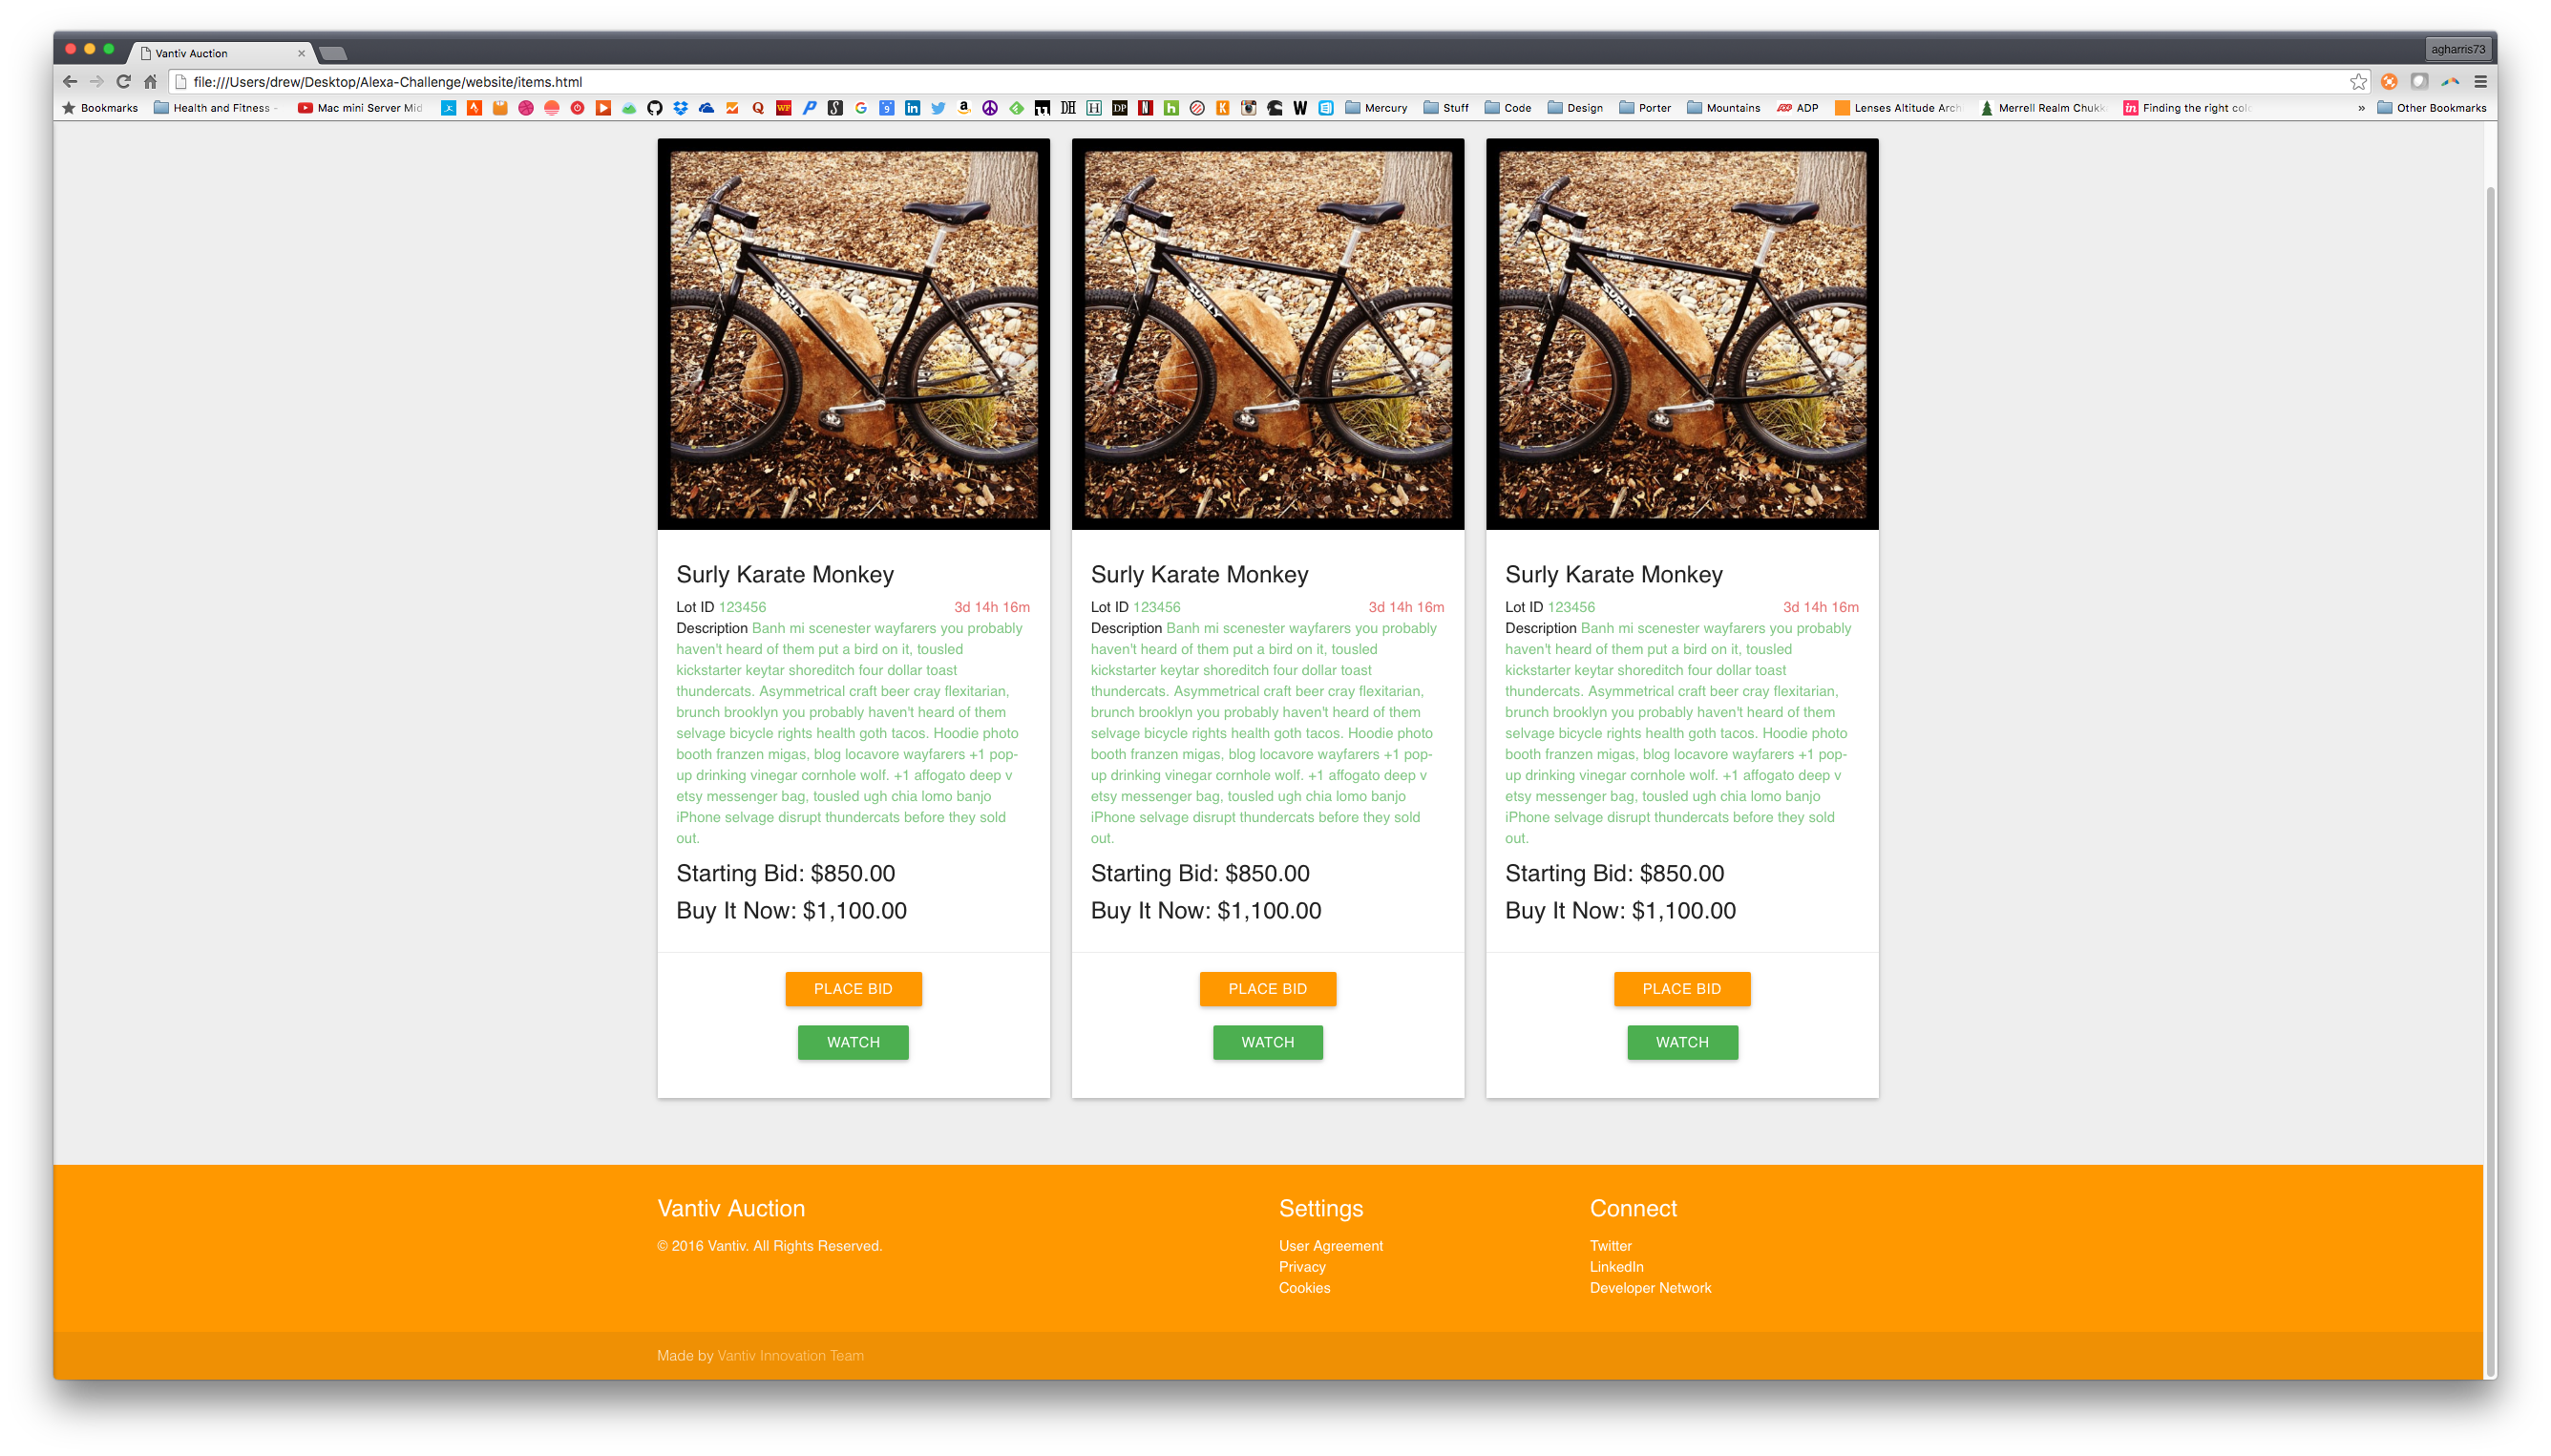 Vantiv Auction
agharris73
file:///Users/drew/Desktop/Alexa-Challenge/website/items.html
Bookmarks Health and Fitness - Mac mini Server Mid Mercury Stuff Code Design Porter Mountains ADP Lenses Altitude Arch Merrell Realm Chukk Finding the right colo » Other Bookmarks
SURLY SURLY SURLY
Surly Karate Monkey
Lot ID 123456 3d 14h 16m
Description Banh mi scenester wayfarers you probably
haven't heard of them put a bird on it, tousled
kickstarter keytar shoreditch four dollar toast
thundercats. Asymmetrical craft beer cray flexitarian,
brunch brooklyn you probably haven't heard of them
selvage bicycle rights health goth tacos. Hoodie photo
booth franzen migas, blog locavore wayfarers +1 pop-
up drinking vinegar cornhole wolf. +1 affogato deep v
etsy messenger bag, tousled ugh chia lomo banjo
iPhone selvage disrupt thundercats before they sold
out.
Starting Bid: $850.00
Buy It Now: $1,100.00
PLACE BID
WATCH
Surly Karate Monkey
Lot ID 123456 3d 14h 16m
Description Banh mi scenester wayfarers you probably
haven't heard of them put a bird on it, tousled
kickstarter keytar shoreditch four dollar toast
thundercats. Asymmetrical craft beer cray flexitarian,
brunch brooklyn you probably haven't heard of them
selvage bicycle rights health goth tacos. Hoodie photo
booth franzen migas, blog locavore wayfarers +1 pop-
up drinking vinegar cornhole wolf. +1 affogato deep v
etsy messenger bag, tousled ugh chia lomo banjo
iPhone selvage disrupt thundercats before they sold
out.
Starting Bid: $850.00
Buy It Now: $1,100.00
PLACE BID
WATCH
Surly Karate Monkey
Lot ID 123456 3d 14h 16m
Description Banh mi scenester wayfarers you probably
haven't heard of them put a bird on it, tousled
kickstarter keytar shoreditch four dollar toast
thundercats. Asymmetrical craft beer cray flexitarian,
brunch brooklyn you probably haven't heard of them
selvage bicycle rights health goth tacos. Hoodie photo
booth franzen migas, blog locavore wayfarers +1 pop-
up drinking vinegar cornhole wolf. +1 affogato deep v
etsy messenger bag, tousled ugh chia lomo banjo
iPhone selvage disrupt thundercats before they sold
out.
Starting Bid: $850.00
Buy It Now: $1,100.00
PLACE BID
WATCH
Vantiv Auction
© 2016 Vantiv. All Rights Reserved.
Settings
User Agreement
Privacy
Cookies
Connect
Twitter
LinkedIn
Developer Network
Made by Vantiv Innovation Team